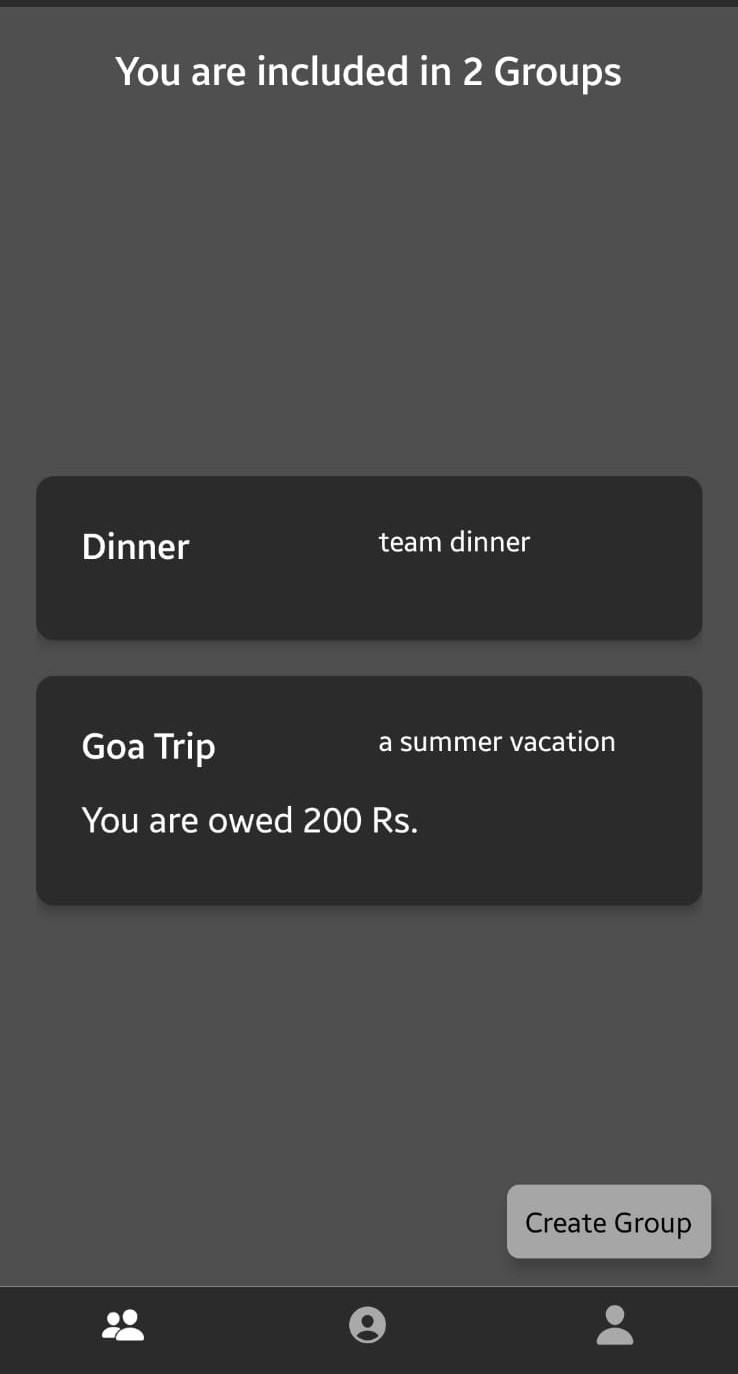 You are included in 2 Groups
Dinner
team dinner
Goa Trip
a summer vacation
You are owed 200 Rs.
Create Group